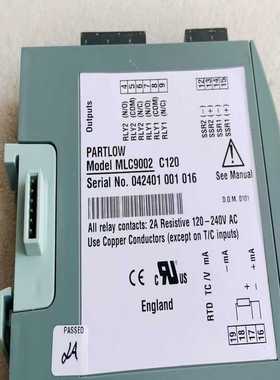 Outputs
4 RLY2 (N/O)
5 RLY2 (COM)
6 RLY2 (N/C)
7 RLY1 (N/O)
8 RLY1 (COM)
9 RLY1 (N/C)
12 SSR2 (-)
13 SSR2 (+)
14 SSR1 (-)
15 SSR1 (+)
PARTLOW
Model MLC9002 C120
Serial No. 042401 001 016
See Manual
D.O.M. 0101
All relay contacts: 2A Resistive 120-240V AC
Use Copper Conductors (except on T/C inputs)
CE
c UL us
England
RTD TC/V -mA
+mA
19
18
17
16
PASSED